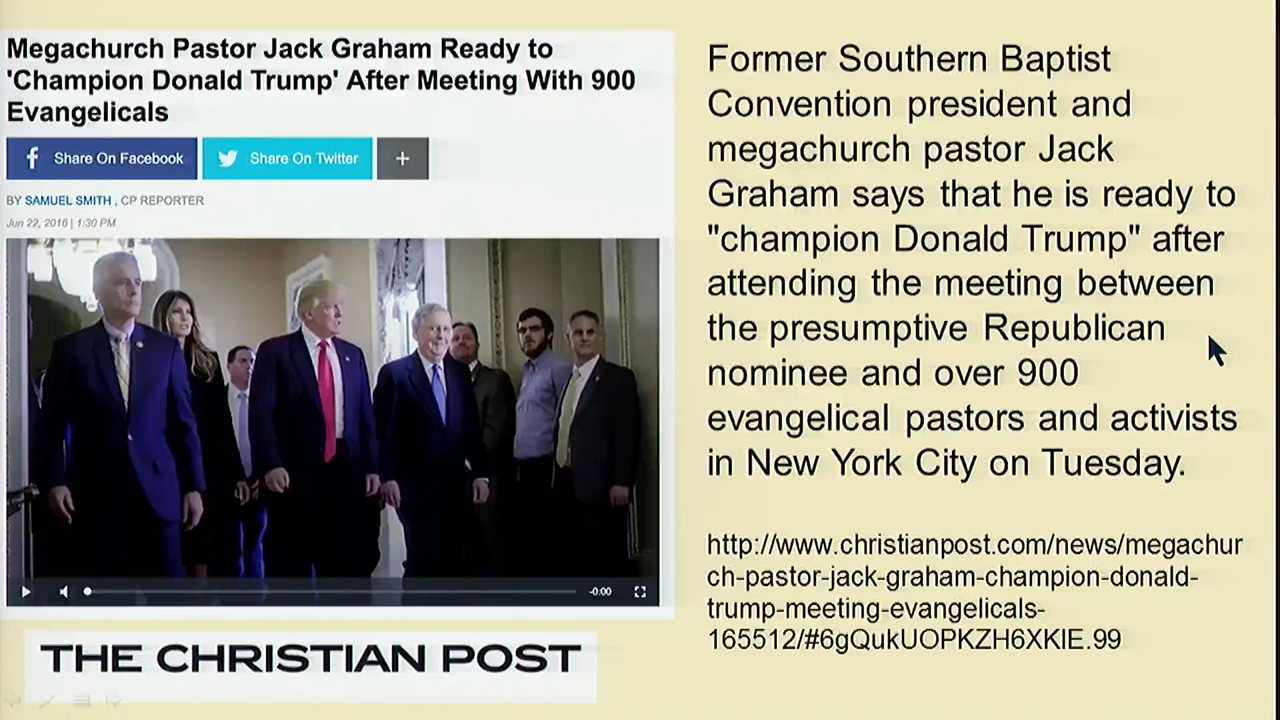 Megachurch Pastor Jack Graham Ready to
'Champion Donald Trump' After Meeting With 900
Evangelicals
Share On Facebook
Share On Twitter
+
BY SAMUEL SMITH , CP REPORTER
Jun 22, 2016 | 1:30 PM
-0:00
THE CHRISTIAN POST
Former Southern Baptist
Convention president and
megachurch pastor Jack
Graham says that he is ready to
"champion Donald Trump" after
attending the meeting between
the presumptive Republican
nominee and over 900
evangelical pastors and activists
in New York City on Tuesday.
http://www.christianpost.com/news/megachur
ch-pastor-jack-graham-champion-donald-
trump-meeting-evangelicals-
165512/#6gQukUOPKZH6XKIE.99